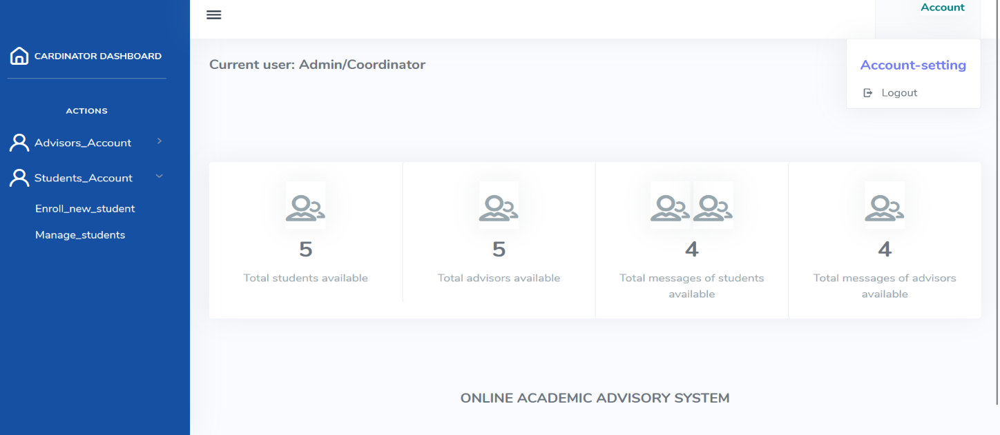 Account
CARDINATOR DASHBOARD
Current user: Admin/Coordinator
Account-setting
Logout
ACTIONS
Advisors_Account
Students_Account
Enroll_new_student
Manage_students
5
Total students available
5
Total advisors available
4
Total messages of students
available
4
Total messages of advisors
available
ONLINE ACADEMIC ADVISORY SYSTEM